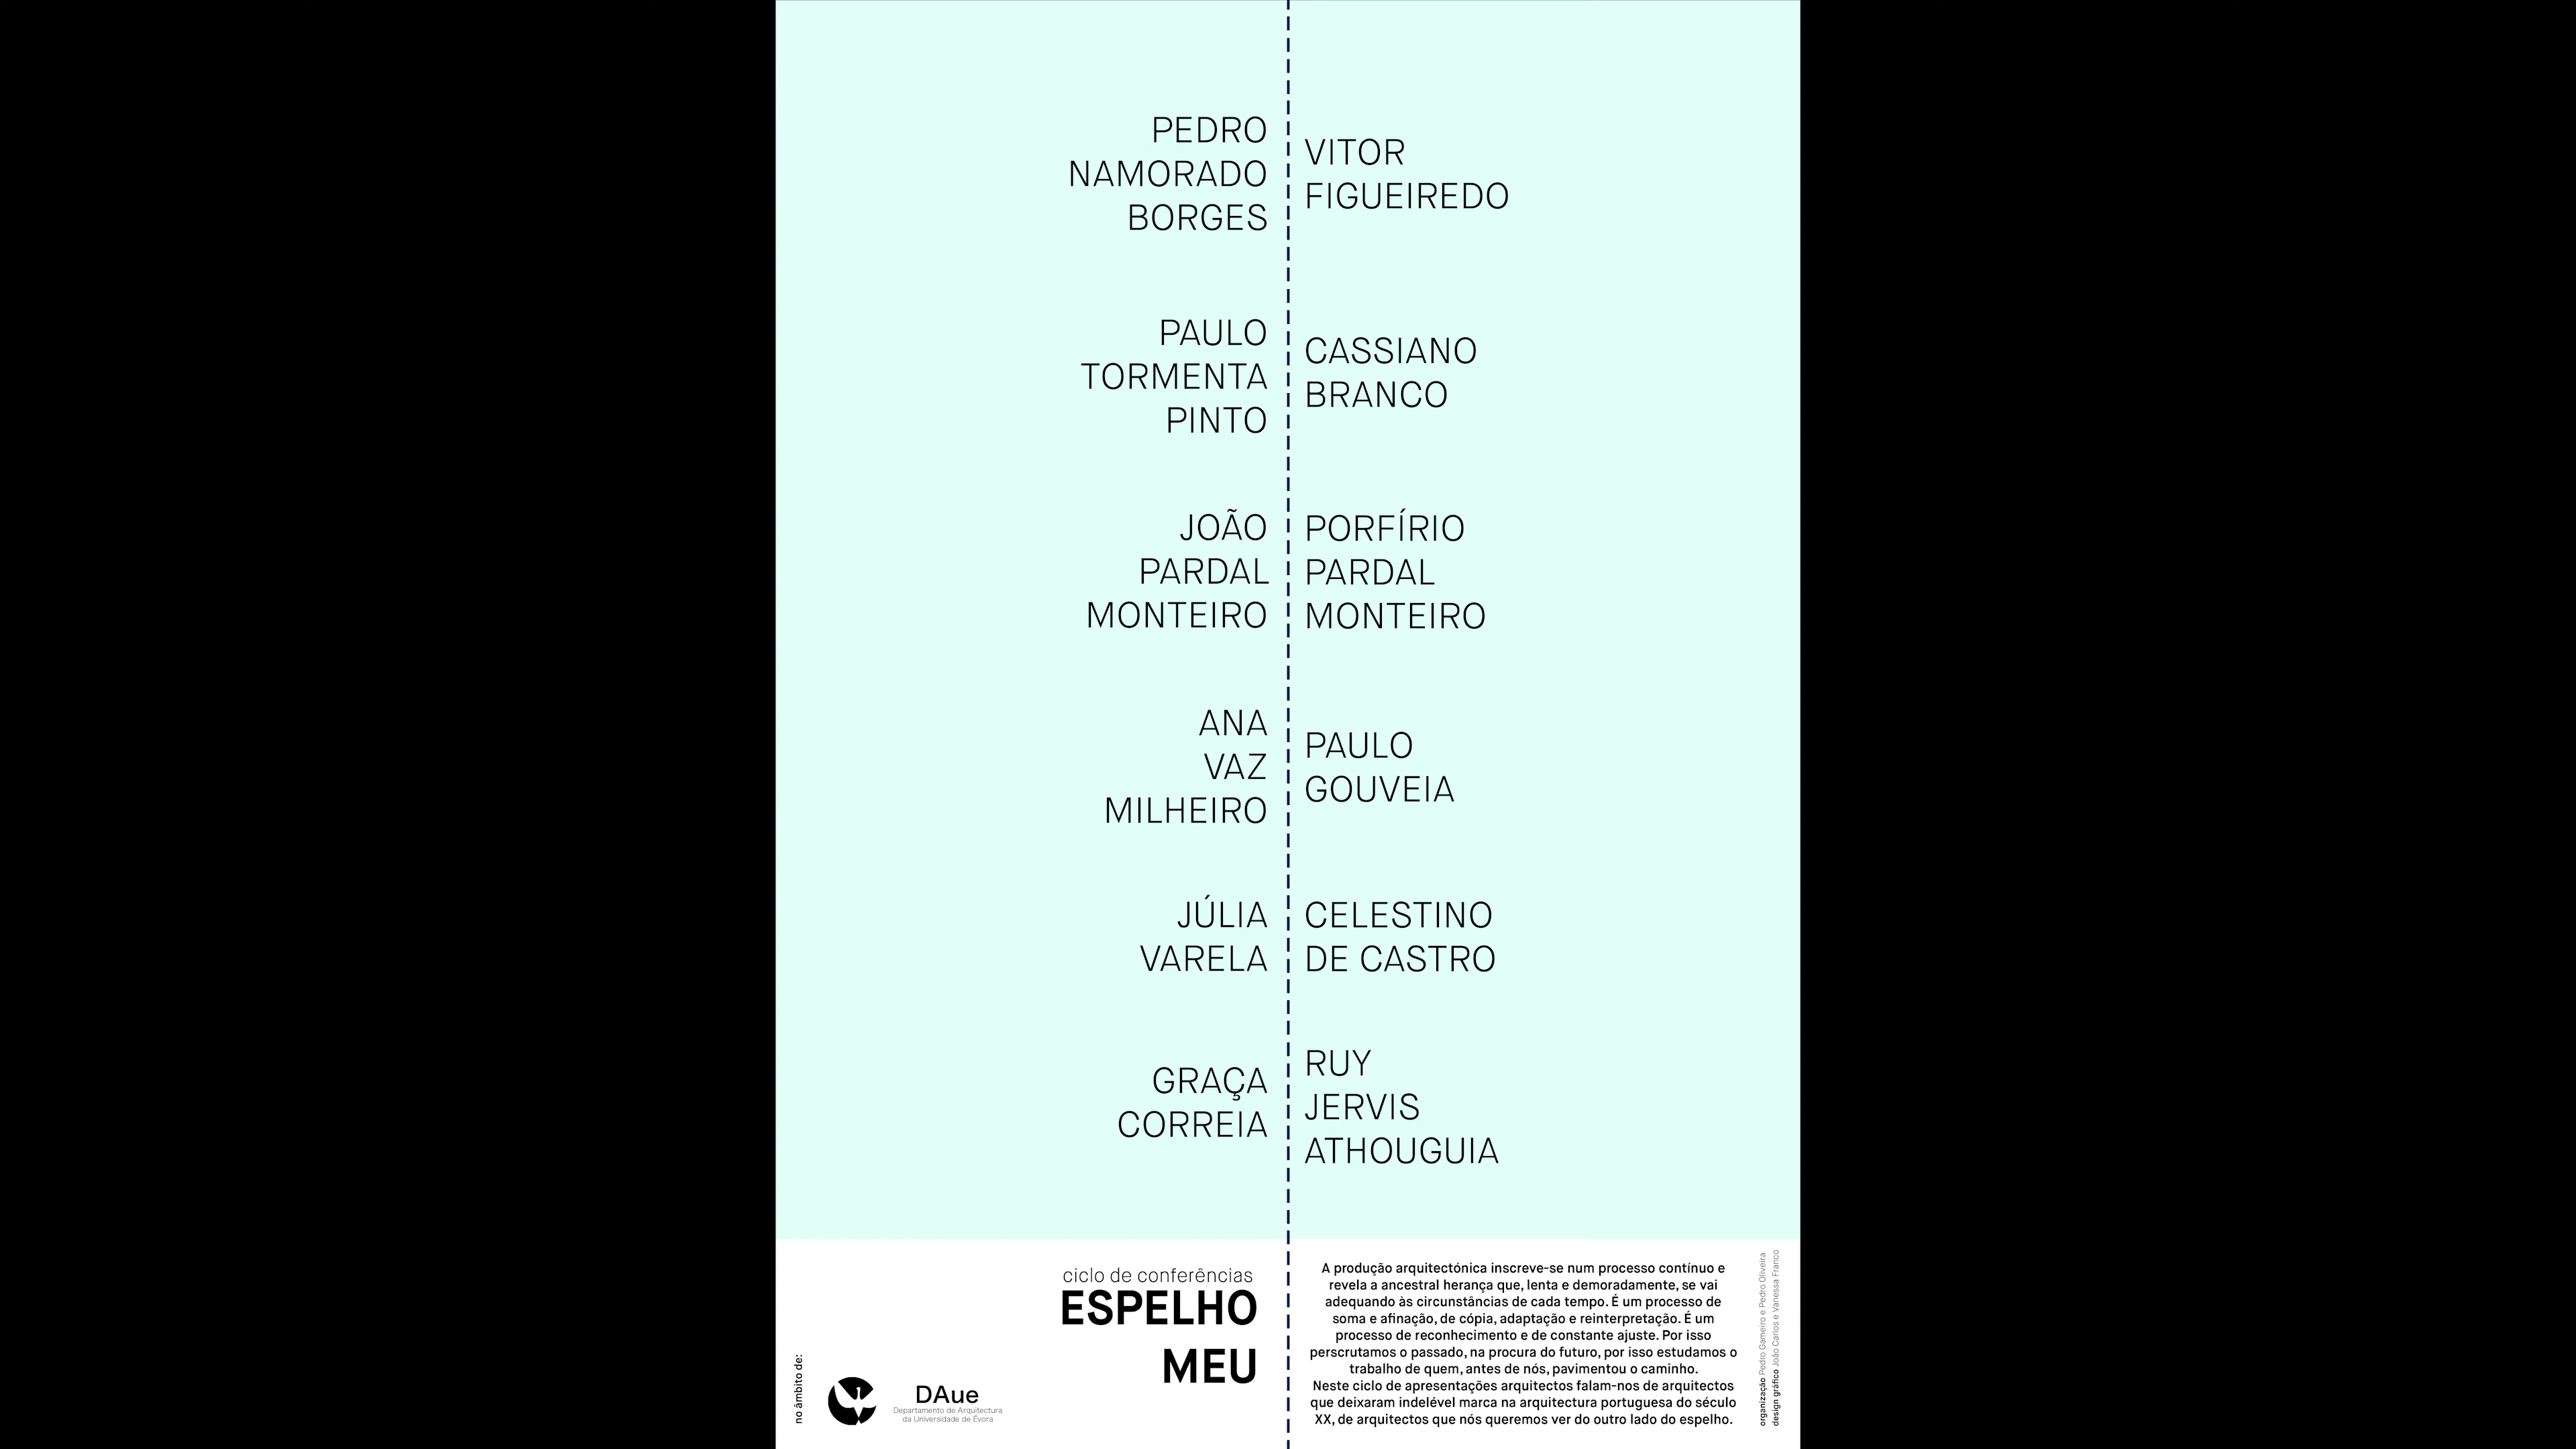 PEDRO
NAMORADO
BORGES
VITOR
FIGUEIREDO
PAULO
TORMENTA
PINTO
CASSIANO
BRANCO
JOÃO
PARDAL
MONTEIRO
PORFÍRIO
PARDAL
MONTEIRO
ANA
VAZ
MILHEIRO
PAULO
GOUVEIA
JÚLIA
VARELA
CELESTINO
DE CASTRO
GRAÇA
CORREIA
RUY
JERVIS
ATHOUGUIA
ciclo de conferências
ESPELHO
MEU
no âmbito de:
DAue
Departamento de Arquitectura
da Universidade de Évora
A produção arquitectónica inscreve-se num processo contínuo e
revela a ancestral herança que, lenta e demoradamente, se vai
adequando às circunstâncias de cada tempo. É um processo de
soma e afinação, de cópia, adaptação e reinterpretação. É um
processo de reconhecimento e de constante ajuste. Por isso
perscrutamos o passado, na procura do futuro, por isso estudamos o
trabalho de quem, antes de nós, pavimentou o caminho.
Neste ciclo de apresentações arquitectos falam-nos de arquitectos
que deixaram indelével marca na arquitectura portuguesa do século
XX, de arquitectos que nós queremos ver do outro lado do espelho.
organização Pedro Gameiro e Pedro Oliveira
design gráfico João Carlos e Vanessa Franco